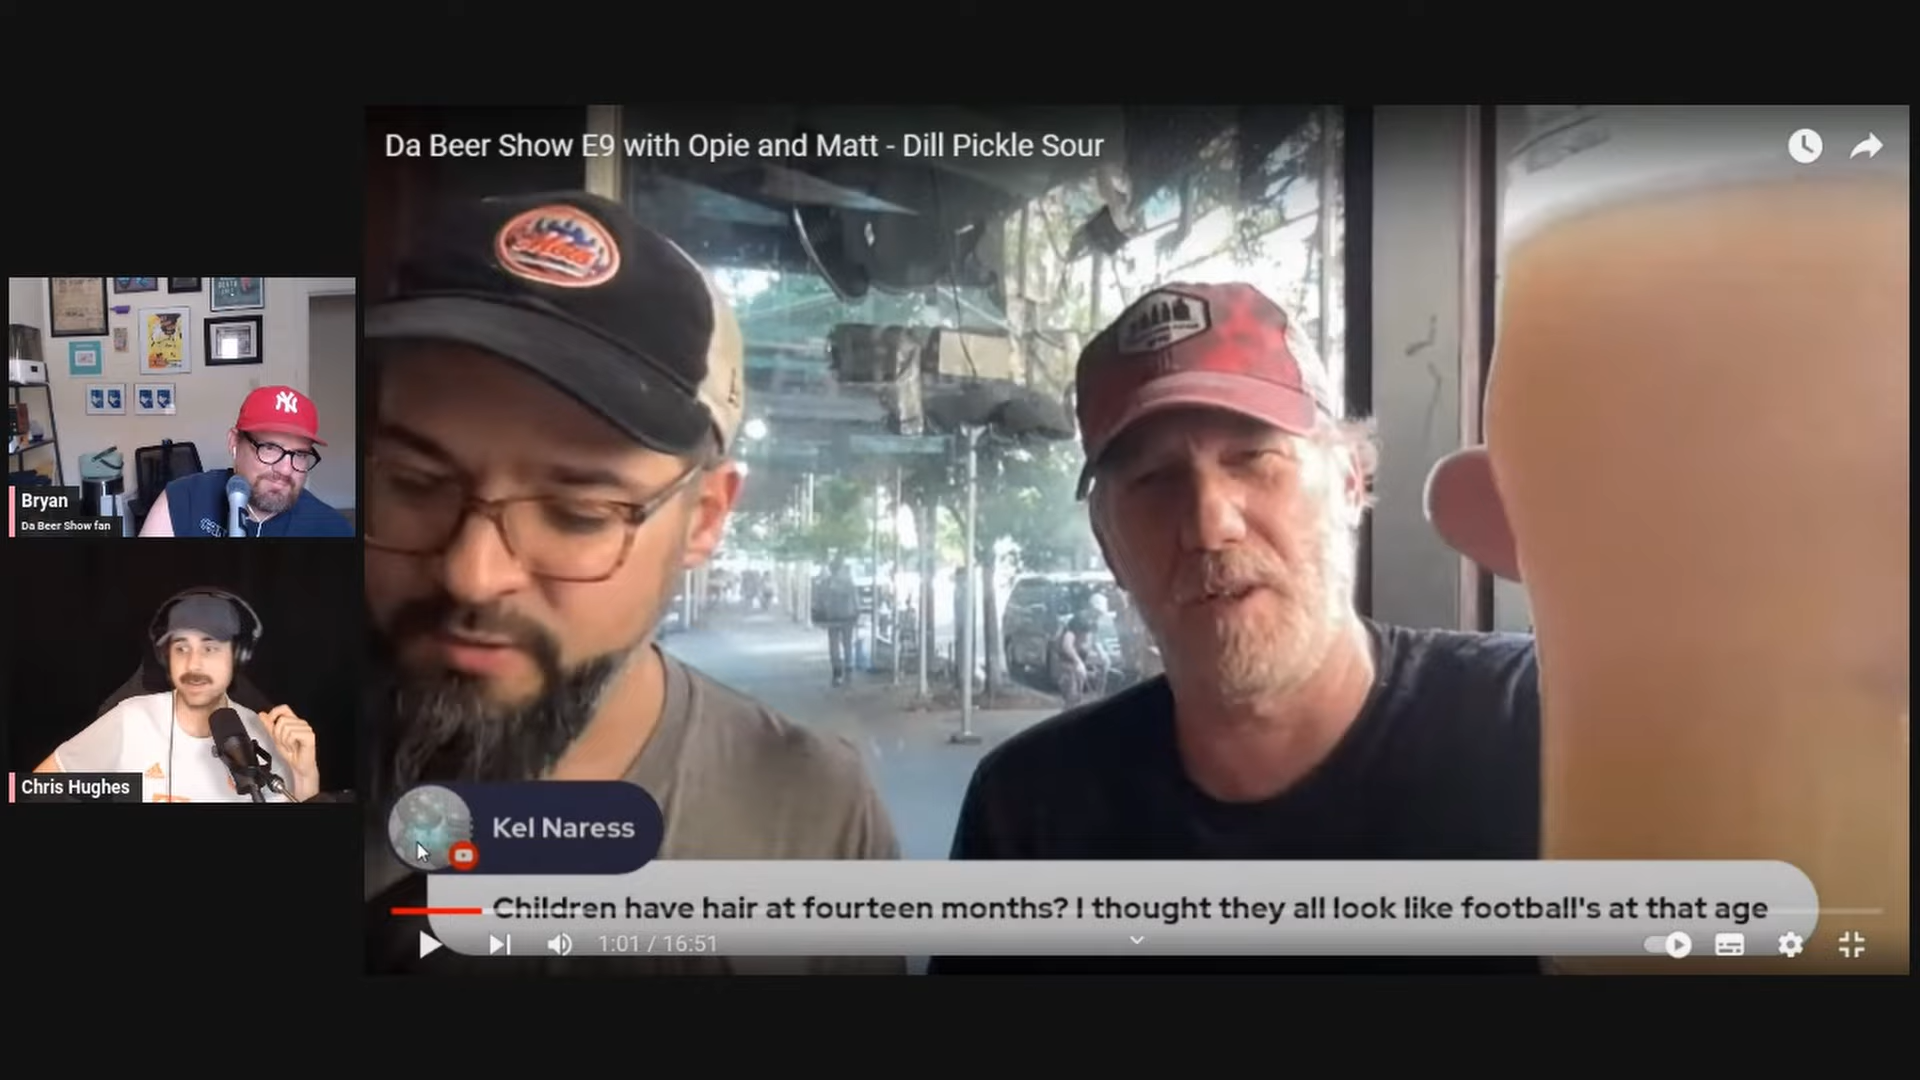 Da Beer Show E9 with Opie and Matt - Dill Pickle Sour
Mets
NY
Bryan
Da Beer Show fan
Chris Hughes
Kel Naress
Children have hair at fourteen months? I thought they all look like football's at that age
1:01 / 16:51